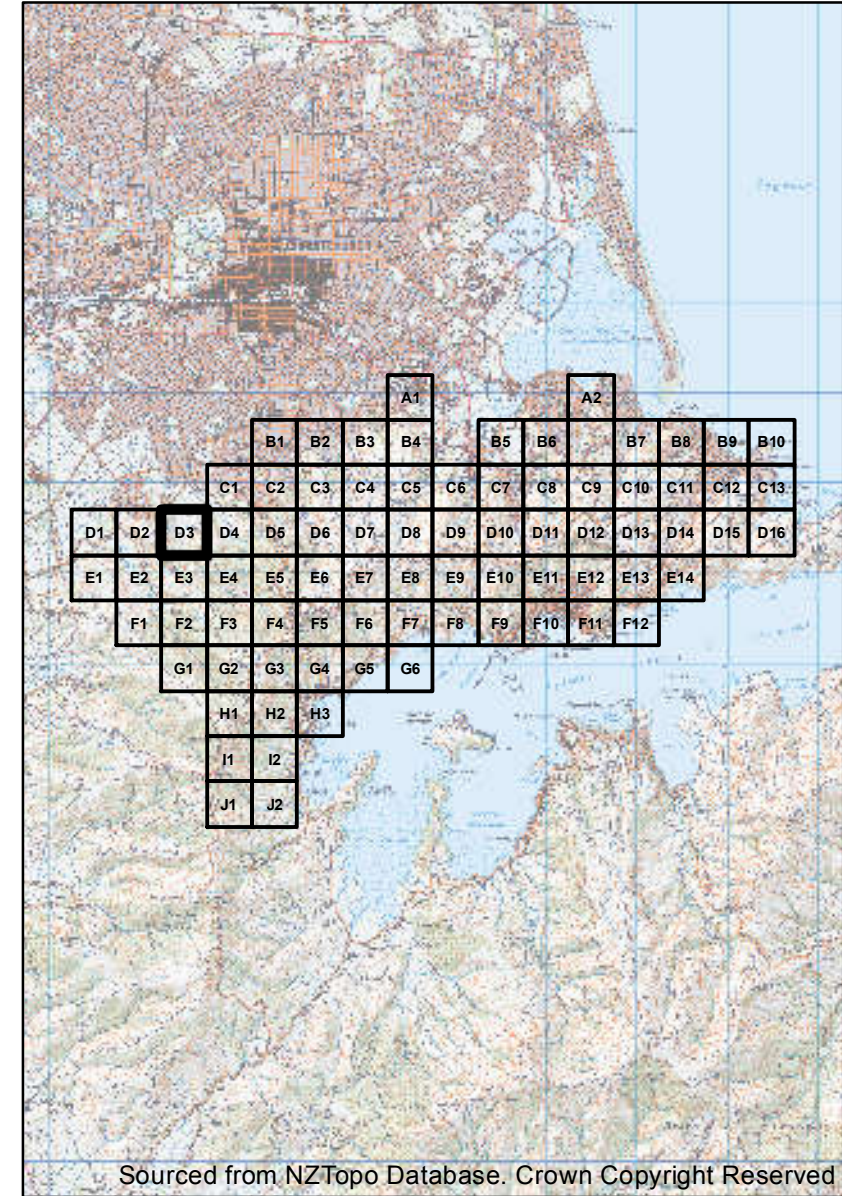 A1 A2
B1 B2 B3 B4 B5 B6 B7 B8 B9 B10
C1 C2 C3 C4 C5 C6 C7 C8 C9 C10 C11 C12 C13
D1 D2 D3 D4 D5 D6 D7 D8 D9 D10 D11 D12 D13 D14 D15 D16
E1 E2 E3 E4 E5 E6 E7 E8 E9 E10 E11 E12 E13 E14
F1 F2 F3 F4 F5 F6 F7 F8 F9 F10 F11 F12
G1 G2 G3 G4 G5 G6
H1 H2 H3
I1 I2
J1 J2
Sourced from NZTopo Database. Crown Copyright Reserved